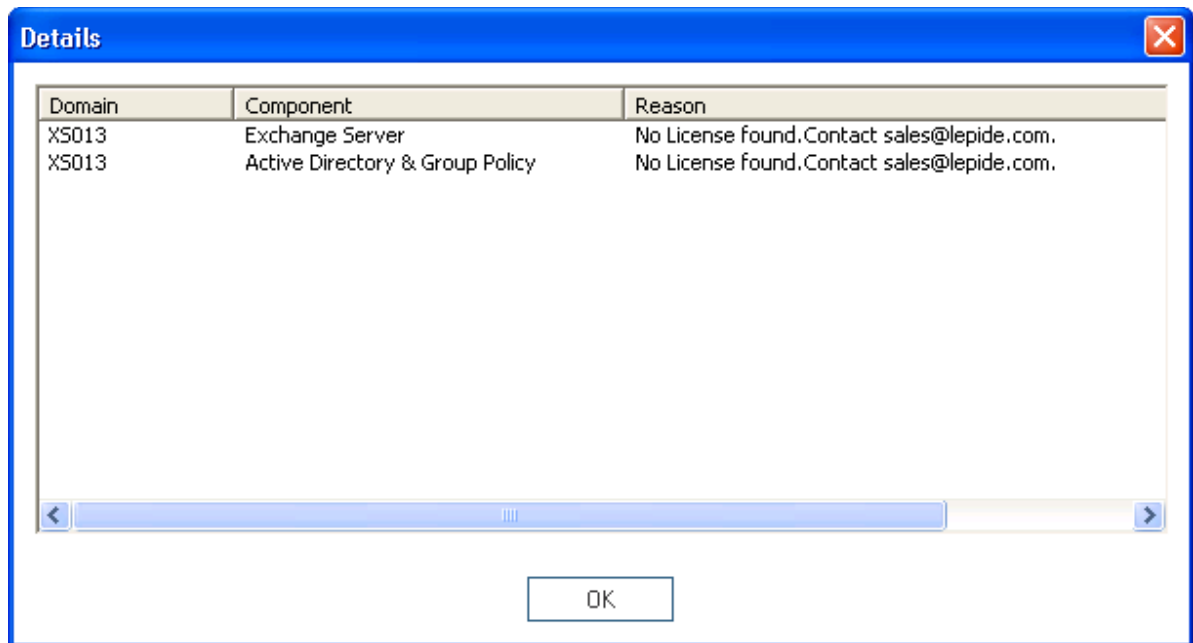 Details
Domain Component Reason
XS013 Exchange Server No License found.Contact sales@lepide.com.
XS013 Active Directory & Group Policy No License found.Contact sales@lepide.com.
OK